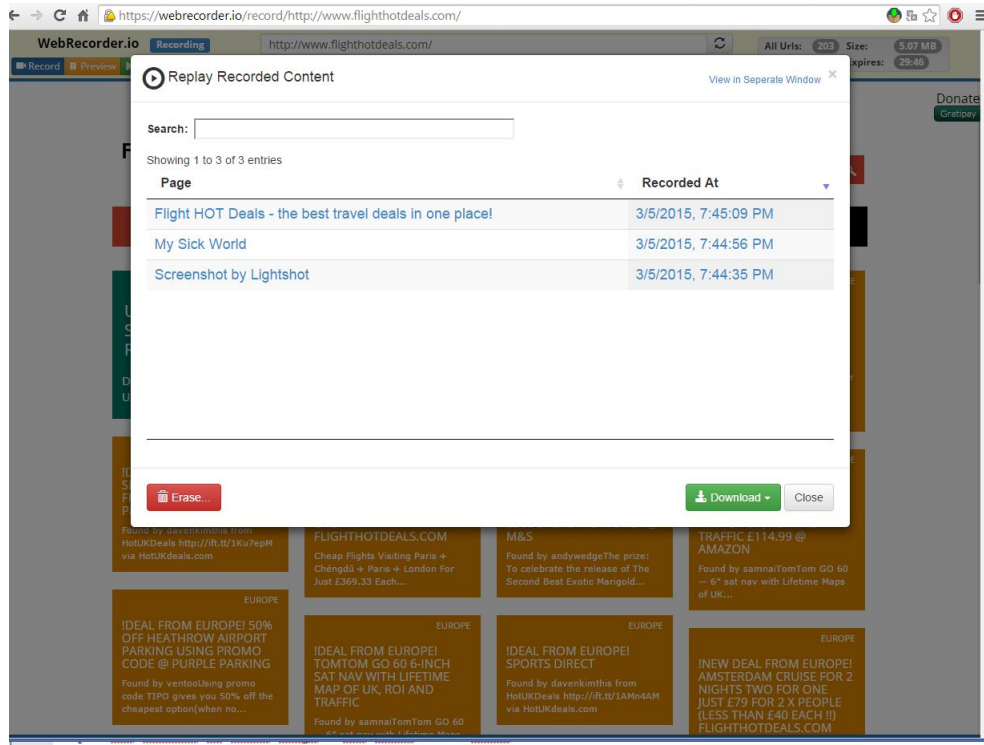 https://webrecorder.io/record/http://www.flighthotdeals.com/
WebRecorder.io Recording http://www.flighthotdeals.com/ All Urls: 203 Size: 5.07 MB
Record Preview xpires: 29:46
Replay Recorded Content View in Seperate Window ×
Donate
Gratipay
Search:
Showing 1 to 3 of 3 entries
Page Recorded At
Flight HOT Deals - the best travel deals in one place! 3/5/2015, 7:45:09 PM
My Sick World 3/5/2015, 7:44:56 PM
Screenshot by Lightshot 3/5/2015, 7:44:35 PM
Erase... Download Close
Found by davenkimthis from
HotUKDeals http://ift.tt/1Ku7epM
via HotUKdeals.com
FLIGHTHOTDEALS.COM
Cheap Flights Visiting Paris →
Chéngdū → Paris → London For
Just £369.33 Each...
M&S
Found by andywedgeThe prize:
To celebrate the release of The
Second Best Exotic Marigold...
TRAFFIC £114.99 @
AMAZON
Found by samnaiTomTom GO 60
— 6" sat nav with Lifetime Maps
of UK...
EUROPE
!DEAL FROM EUROPE! 50%
OFF HEATHROW AIRPORT
PARKING USING PROMO
CODE @ PURPLE PARKING
Found by ventooUsing promo
code TIPO gives you 50% off the
cheapest option(when no...
EUROPE
!DEAL FROM EUROPE!
TOMTOM GO 60 6-INCH
SAT NAV WITH LIFETIME
MAP OF UK, ROI AND
TRAFFIC
Found by samnaiTomTom GO 60
— 6" sat nav with Lifetime Maps
EUROPE
!DEAL FROM EUROPE!
SPORTS DIRECT
Found by davenkimthis from
HotUKDeals http://ift.tt/1AMn4AM
via HotUKdeals.com
EUROPE
!NEW DEAL FROM EUROPE!
AMSTERDAM CRUISE FOR 2
NIGHTS TWO FOR ONE
JUST £79 FOR 2 X PEOPLE
(LESS THAN £40 EACH !!)
FLIGHTHOTDEALS.COM